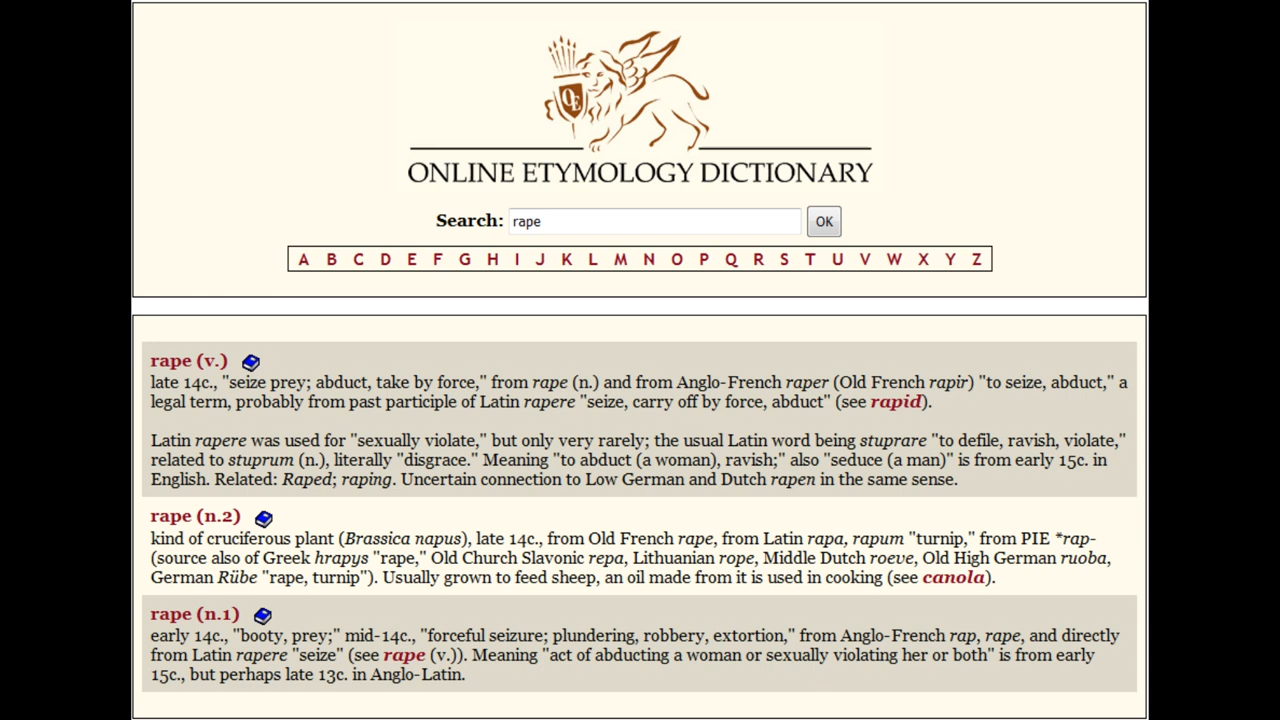 OE
ONLINE ETYMOLOGY DICTIONARY
Search: rape OK
A B C D E F G H I J K L M N O P Q R S T U V W X Y Z
rape (v.)
late 14c., "seize prey; abduct, take by force," from rape (n.) and from Anglo-French raper (Old French rapir) "to seize, abduct," a
legal term, probably from past participle of Latin rapere "seize, carry off by force, abduct" (see rapid).
Latin rapere was used for "sexually violate," but only very rarely; the usual Latin word being stuprare "to defile, ravish, violate,"
related to stuprum (n.), literally "disgrace." Meaning "to abduct (a woman), ravish;" also "seduce (a man)" is from early 15c. in
English. Related: Raped; raping. Uncertain connection to Low German and Dutch rapen in the same sense.
rape (n.2)
kind of cruciferous plant (Brassica napus), late 14c., from Old French rape, from Latin rapa, rapum "turnip," from PIE *rap-
(source also of Greek hrapys "rape," Old Church Slavonic repa, Lithuanian rope, Middle Dutch roeve, Old High German ruoba,
German Rübe "rape, turnip"). Usually grown to feed sheep, an oil made from it is used in cooking (see canola).
rape (n.1)
early 14c., "booty, prey;" mid-14c., "forceful seizure; plundering, robbery, extortion," from Anglo-French rap, rape, and directly
from Latin rapere "seize" (see rape (v.)). Meaning "act of abducting a woman or sexually violating her or both" is from early
15c., but perhaps late 13c. in Anglo-Latin.